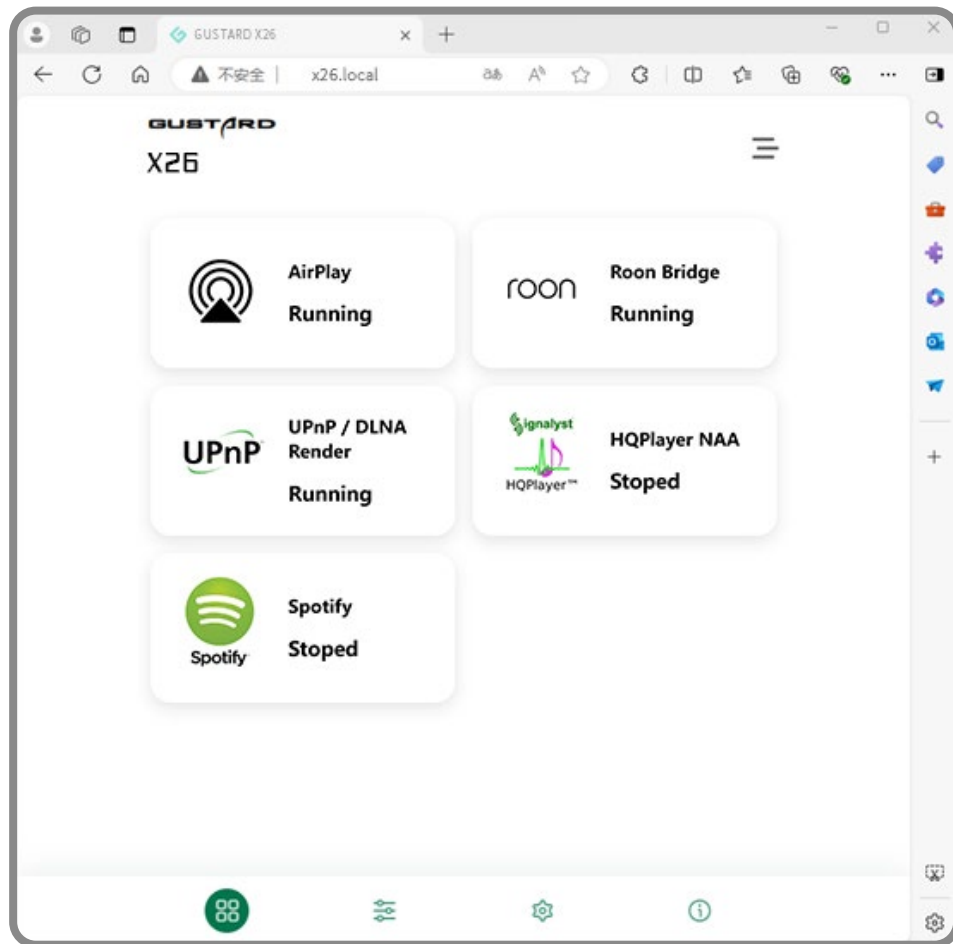 GUSTARD X26
不安全
x26.local
GUSTARD
X26
AirPlay
Running
roon
Roon Bridge
Running
UPnP
UPnP / DLNA
Render
Running
Signalyst
HQPlayer™
HQPlayer NAA
Stoped
Spotify
Spotify
Stoped